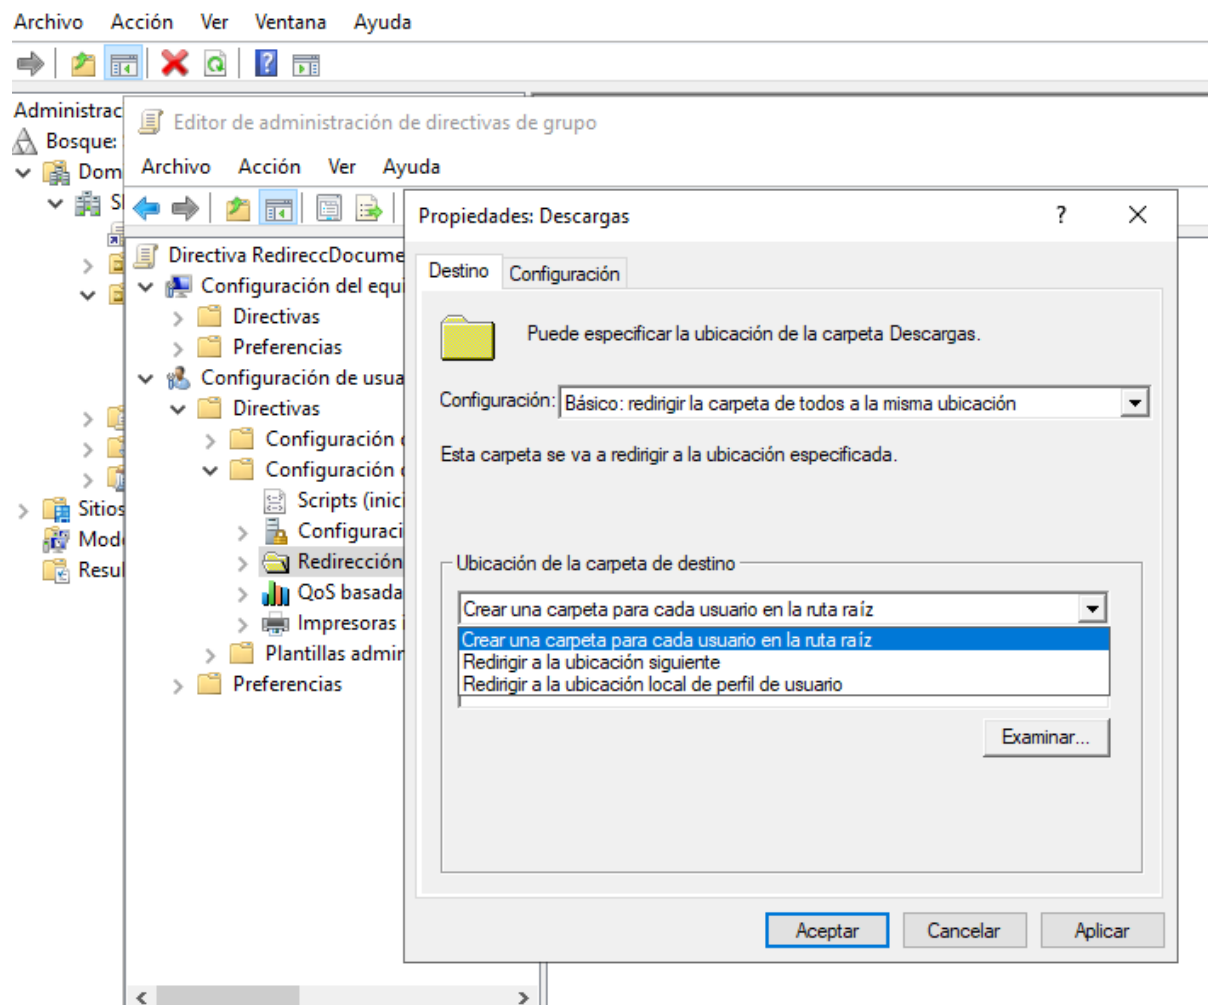 Archivo Acción Ver Ventana Ayuda
Administrac
Bosque:
Dom
Sitios
Mode
Resul
Editor de administración de directivas de grupo
Archivo Acción Ver Ayuda
Directiva RedireccDocume
Configuración del equi
Directivas
Preferencias
Configuración de usua
Directivas
Configuración
Configuración
Scripts (inici
Configuraci
Redirección
QoS basada
Impresoras i
Plantillas admir
Preferencias
Propiedades: Descargas ? X
Destino Configuración
Puede especificar la ubicación de la carpeta Descargas.
Configuración: Básico: redirigir la carpeta de todos a la misma ubicación
Esta carpeta se va a redirigir a la ubicación especificada.
Ubicación de la carpeta de destino
Crear una carpeta para cada usuario en la ruta raíz
Crear una carpeta para cada usuario en la ruta raíz
Redirigir a la ubicación siguiente
Redirigir a la ubicación local de perfil de usuario
Examinar...
Aceptar Cancelar Aplicar